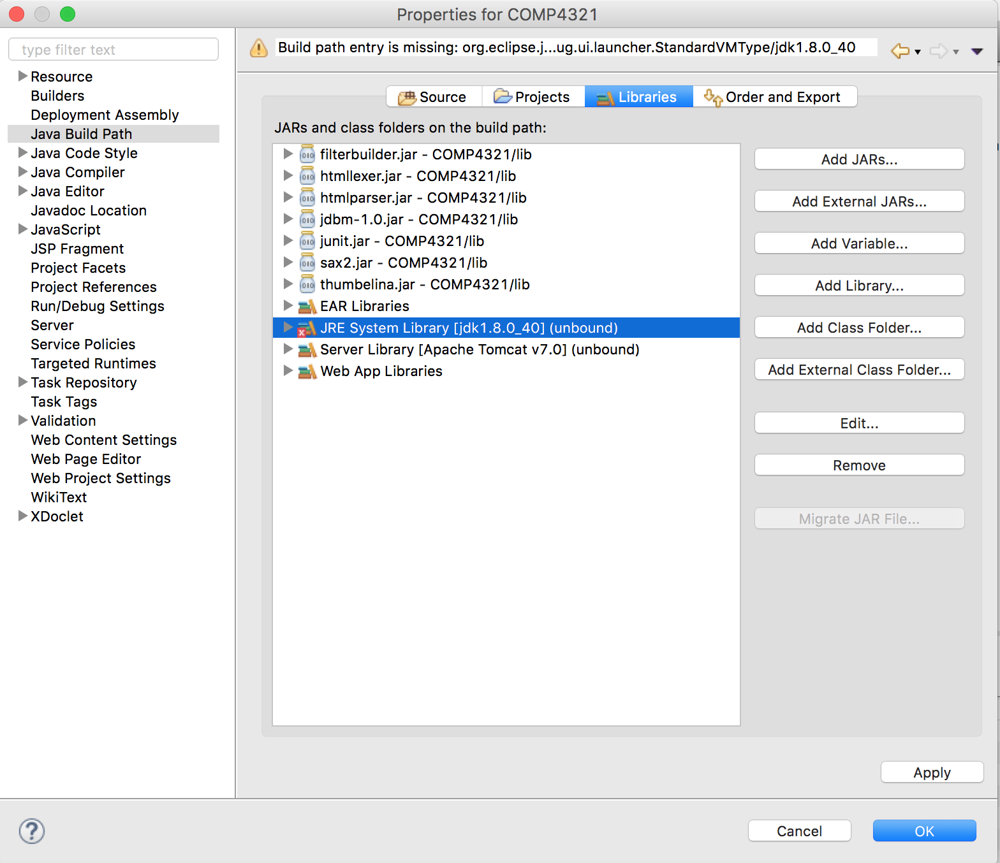 Properties for COMP4321
type filter text
Resource
Builders
Deployment Assembly
Java Build Path
Java Code Style
Java Compiler
Java Editor
Javadoc Location
JavaScript
JSP Fragment
Project Facets
Project References
Run/Debug Settings
Server
Service Policies
Targeted Runtimes
Task Repository
Task Tags
Validation
Web Content Settings
Web Page Editor
Web Project Settings
WikiText
XDoclet
Build path entry is missing: org.eclipse.j...ug.ui.launcher.StandardVMType/jdk1.8.0_40
Source
Projects
Libraries
Order and Export
JARs and class folders on the build path:
filterbuilder.jar - COMP4321/lib
htmllexer.jar - COMP4321/lib
htmlparser.jar - COMP4321/lib
jdbm-1.0.jar - COMP4321/lib
junit.jar - COMP4321/lib
sax2.jar - COMP4321/lib
thumbelina.jar - COMP4321/lib
EAR Libraries
JRE System Library [jdk1.8.0_40] (unbound)
Server Library [Apache Tomcat v7.0] (unbound)
Web App Libraries
Add JARs...
Add External JARs...
Add Variable...
Add Library...
Add Class Folder...
Add External Class Folder...
Edit...
Remove
Migrate JAR File...
Apply
Cancel
OK